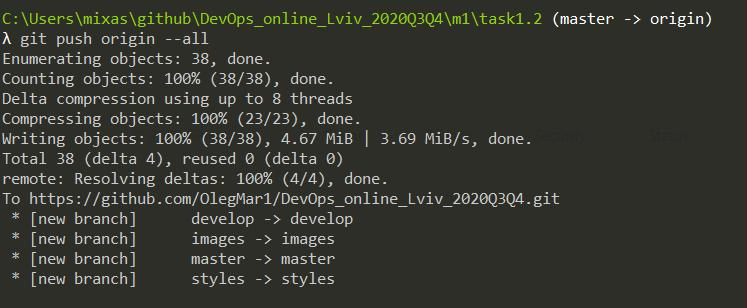 C:\Users\mixas\github\DevOps_online_Lviv_2020Q3Q4\m1\task1.2 (master -> origin)
λ git push origin --all
Enumerating objects: 38, done.
Counting objects: 100% (38/38), done.
Delta compression using up to 8 threads
Compressing objects: 100% (23/23), done.
Writing objects: 100% (38/38), 4.67 MiB | 3.69 MiB/s, done.
Total 38 (delta 4), reused 0 (delta 0)
remote: Resolving deltas: 100% (4/4), done.
To https://github.com/OlegMar1/DevOps_online_Lviv_2020Q3Q4.git
 * [new branch]      develop -> develop
 * [new branch]      images -> images
 * [new branch]      master -> master
 * [new branch]      styles -> styles